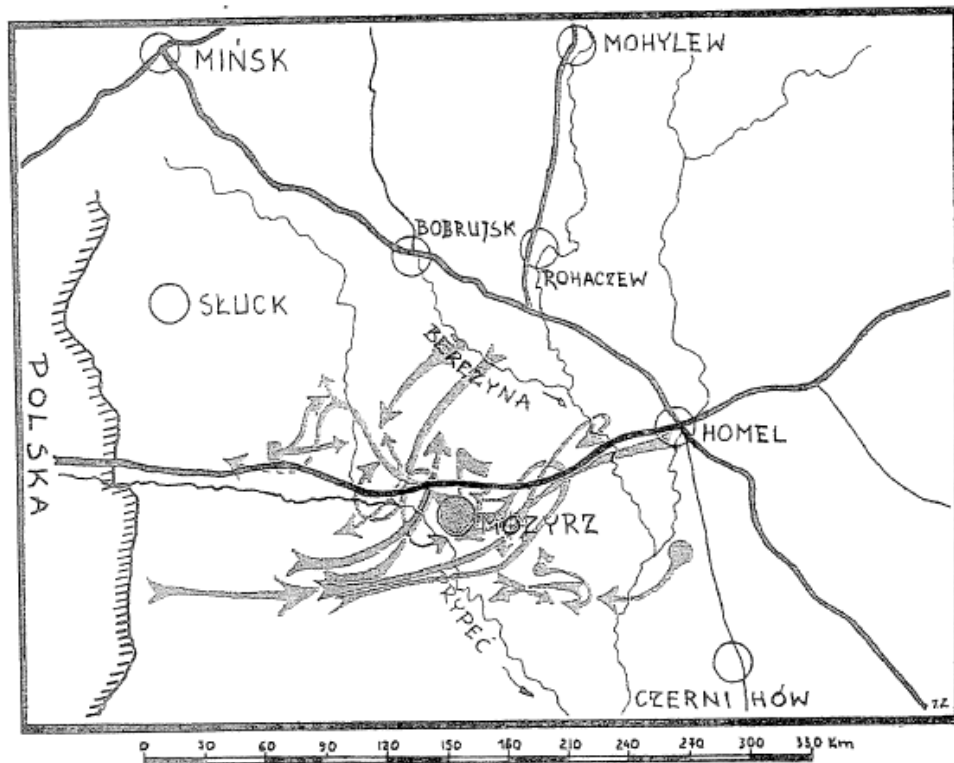 MIŃSK
MOHYLEW
BOBRUJSK
ROHACZEW
SŁUCK
BEREZYNA
POLSKA
HOMEL
MOZYRZ
RYPEĆ
CZERNIHÓW
J.Z
0 30 60 90 120 150 180 210 240 270 300 330 Km